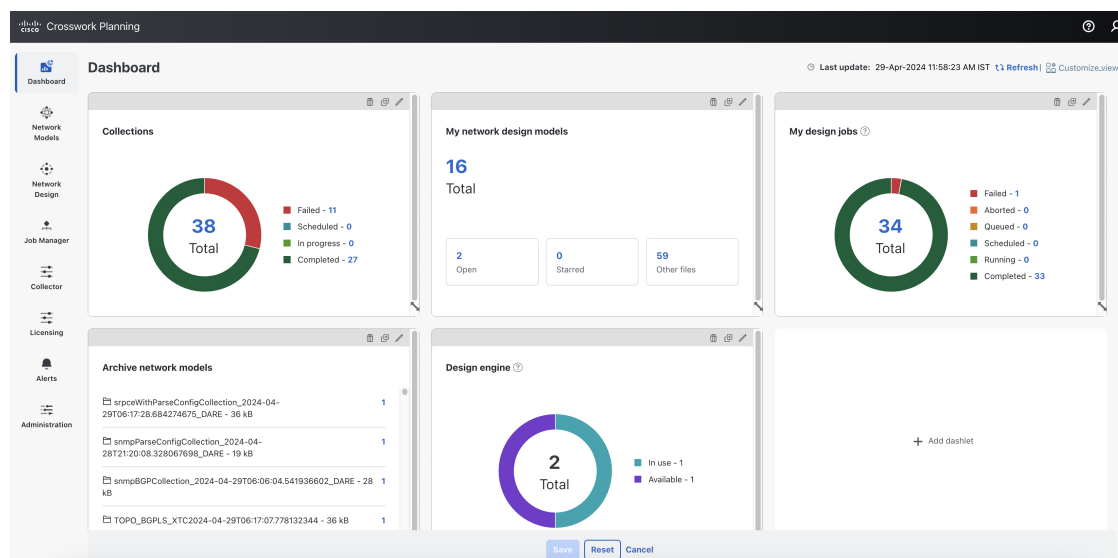 CISCO Crosswork Planning
Dashboard
Network
Models
Network
Design
Job Manager
Collector
Licensing
Alerts
Administration
Dashboard
Last update: 29-Apr-2024 11:58:23 AM IST Refresh | Customize view
Collections
38
Total
Failed - 11
Scheduled - 0
In progress - 0
Completed - 27
My network design models
16
Total
2
Open
0
Starred
59
Other files
My design jobs
34
Total
Failed - 1
Aborted - 0
Queued - 0
Scheduled - 0
Running - 0
Completed - 33
Archive network models
srpceWithParseConfigCollection_2024-04-
29T06:17:28.684274675_DARE - 36 kB 1
snmpParseConfigCollection_2024-04-
28T21:20:08.328067698_DARE - 19 kB 1
snmpBGPCollection_2024-04-29T06:06:04.541936602_DARE - 28 1
kB
TOPO_BGPLS_XTC2024-04-29T06:17:07.778132344 - 36 kB 1
Design engine
2
Total
In use - 1
Available - 1
+ Add dashlet
Save Reset Cancel